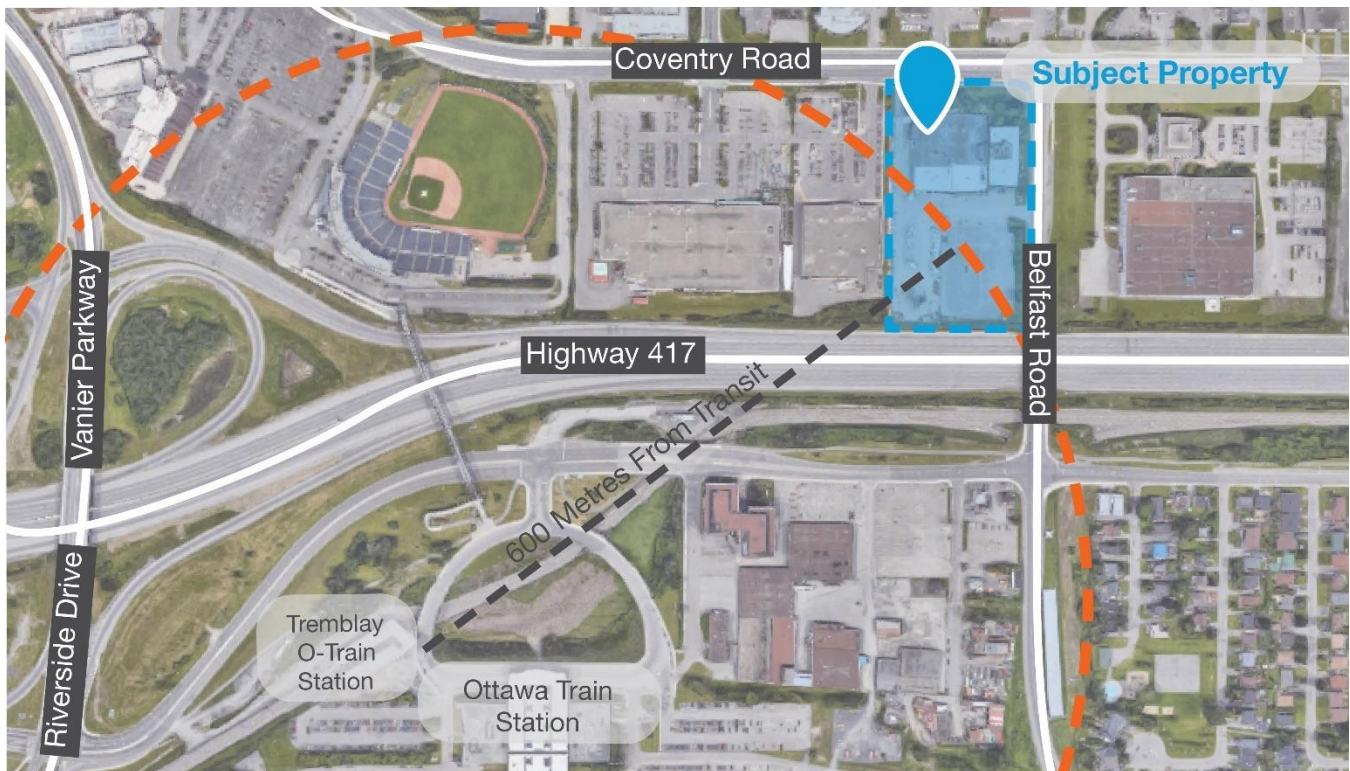 Coventry Road
Subject Property
Belfast Road
Vanier Parkway
Highway 417
600 Metres From Transit
Riverside Drive
Tremblay
O-Train
Station
Ottawa Train
Station